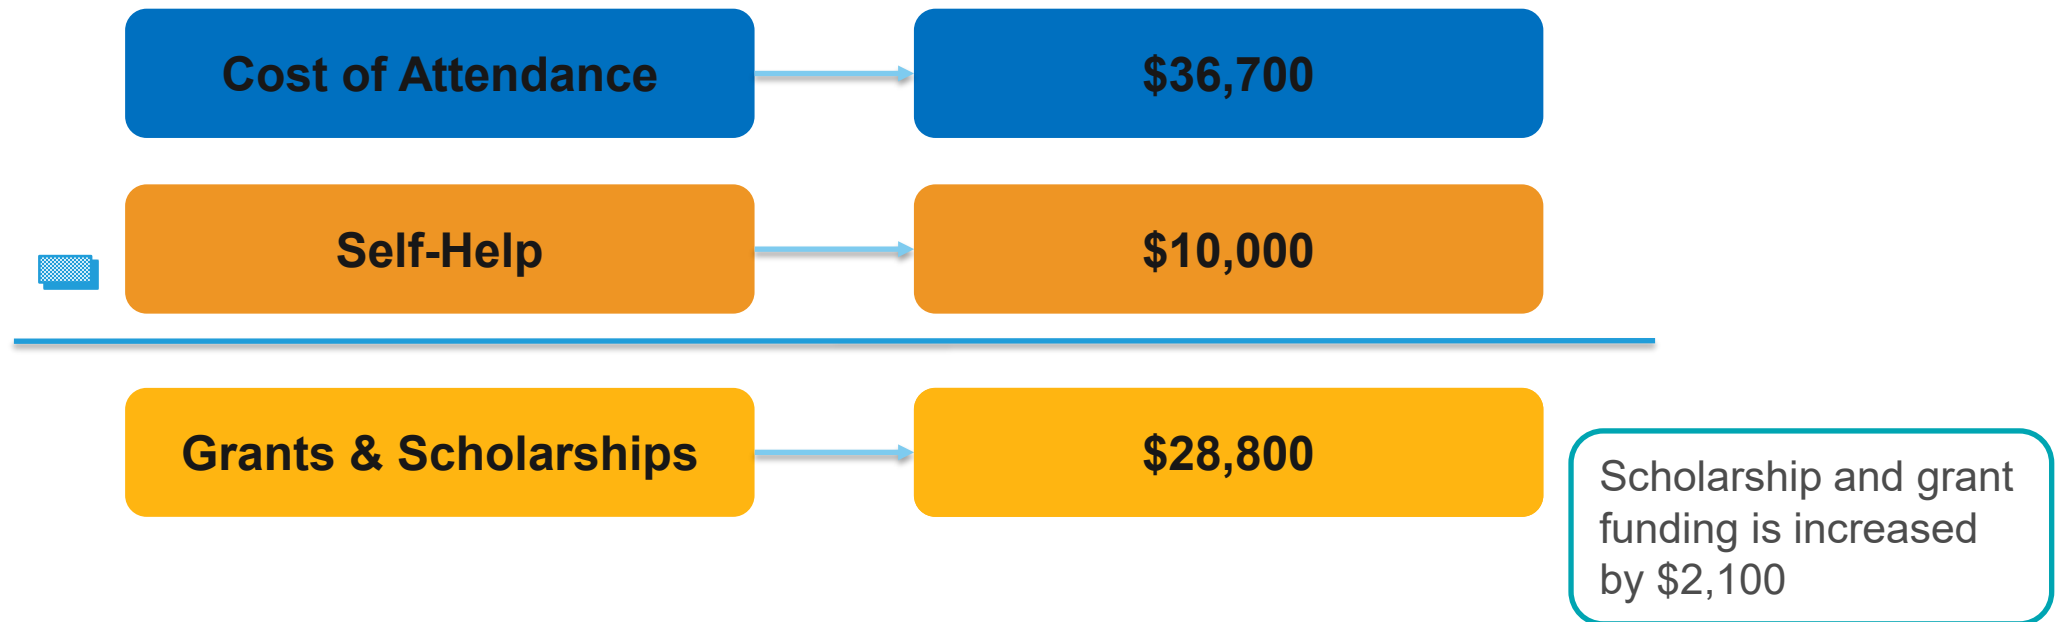 Cost of Attendance
$36,700
Self-Help
$10,000
Grants & Scholarships
$28,800
Scholarship and grant
funding is increased
by $2,100